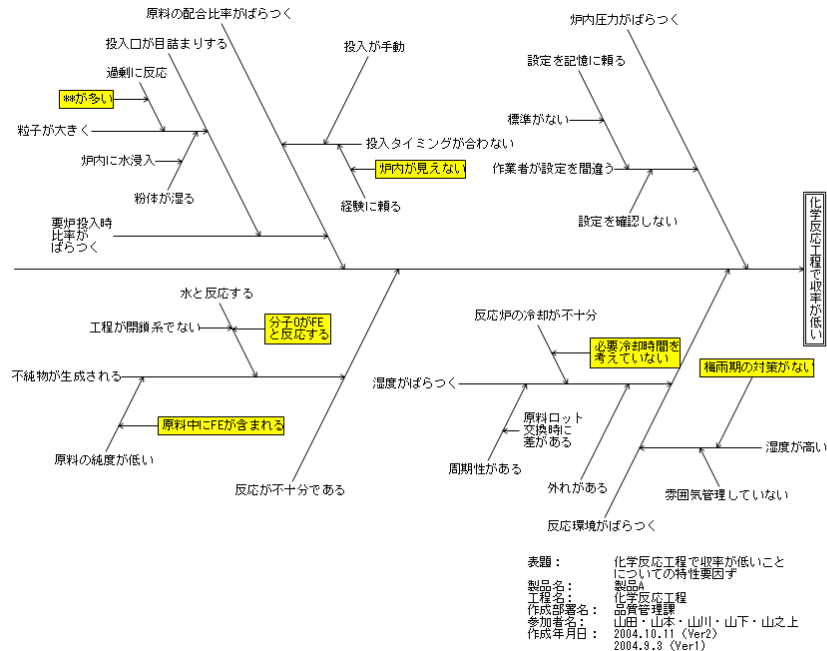 原料の配合比率がばらつく
投入口が目詰まりする
過剰に反応
**が多い
粒子が大きく
炉内に水浸入
粉体が湿る
要炉投入時
比率が
ばらつく
投入が手動
投入タイミングが合わない
炉内が見えない
経験に頼る
炉内圧力がばらつく
設定を記憶に頼る
標準がない
作業者が設定を間違う
設定を確認しない
化学反応工程で収率が低い
水と反応する
工程が閉鎖系でない
分子OがFE
と反応する
不純物が生成される
原料中にFEが含まれる
原料の純度が低い
反応が不十分である
反応炉の冷却が不十分
必要冷却時間を
考えていない
湿度がばらつく
原料ロット
交換時に
差がある
周期性がある
外れがある
梅雨期の対策がない
湿度が高い
雰囲気管理していない
反応環境がばらつく
表題： 化学反応工程で収率が低いこと
についての特性要因ず
製品名： 製品A
工程名： 化学反応工程
作成部署名： 品質管理課
参加者名： 山田・山本・山川・山下・山之上
作成年月日： 2004.10.11 (Ver2)
2004.9.3 (Ver1)